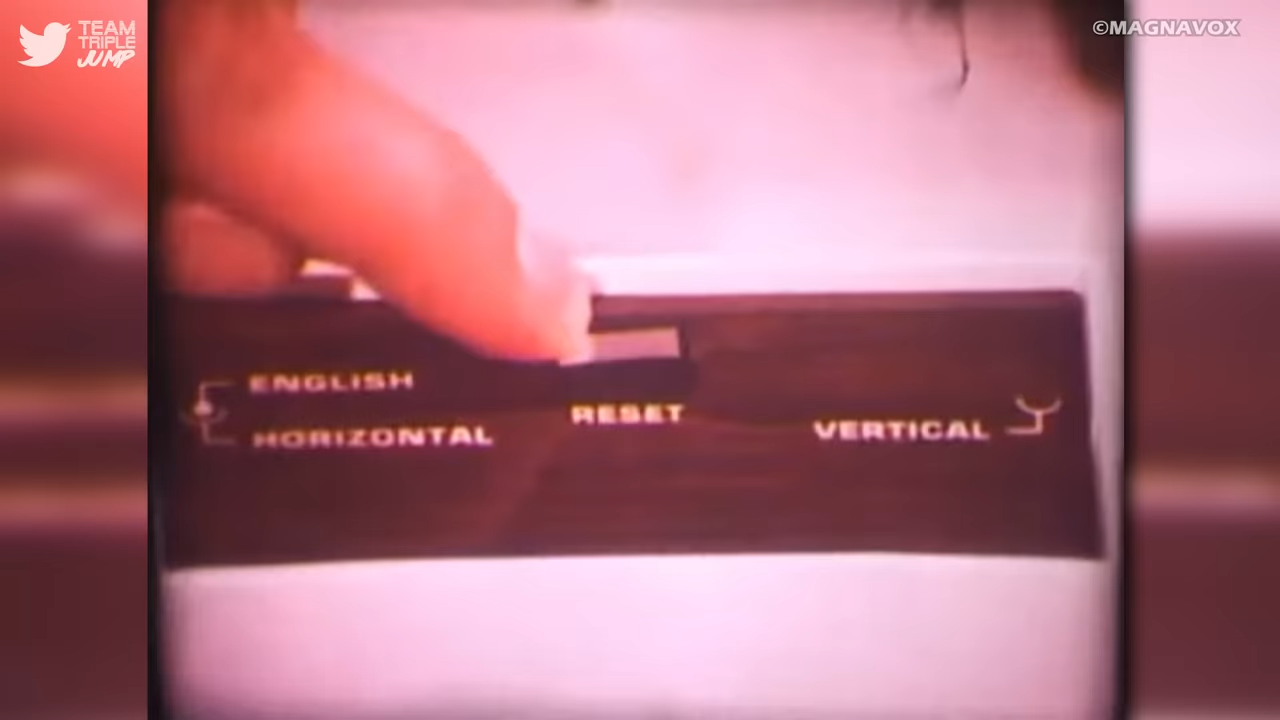 TEAM
TRIPLE
JUMP
©MAGNAVOX
ENGLISH
RESET
HORIZONTAL
VERTICAL